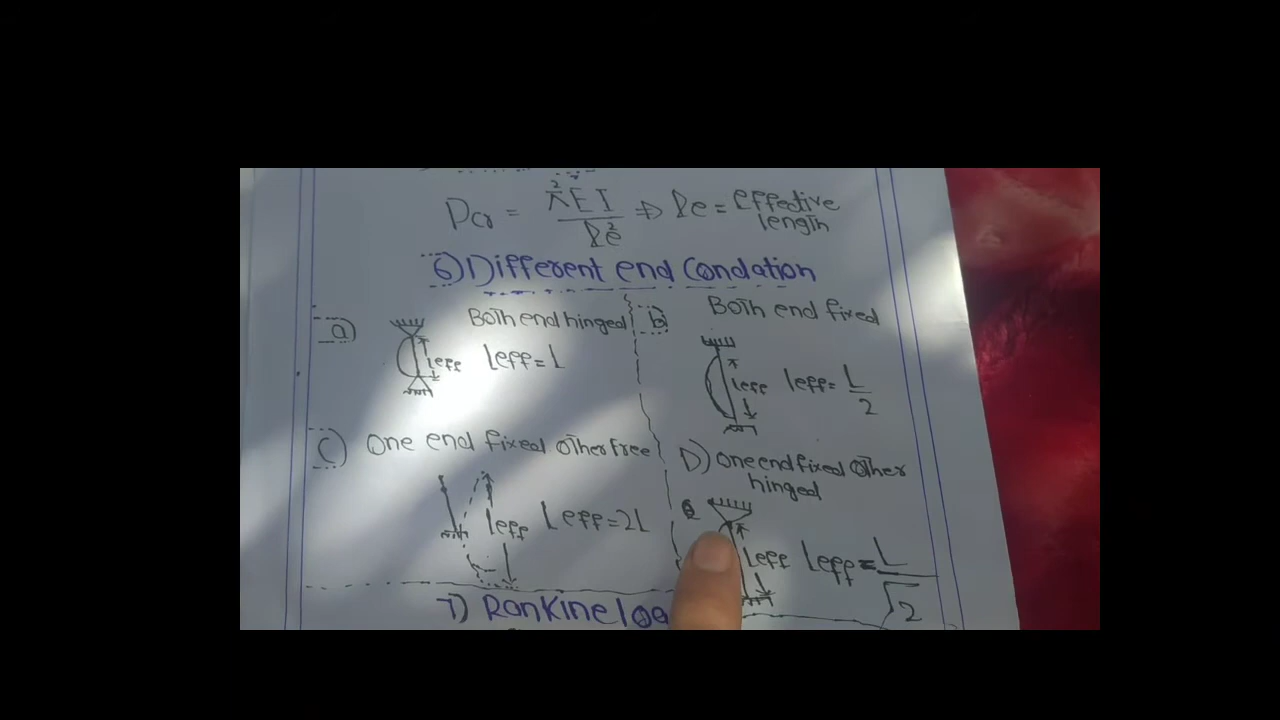 Pcr = π²EI / le² ⇒ le = effective length
6) Different end Condation
a) Both end hinged
leff leff = L
b) Both end fixed
leff leff = L/2
c) One end fixed other free
leff Leff = 2L
D) One end fixed other hinged
leff Leff = L/√2
7) Rankine loa